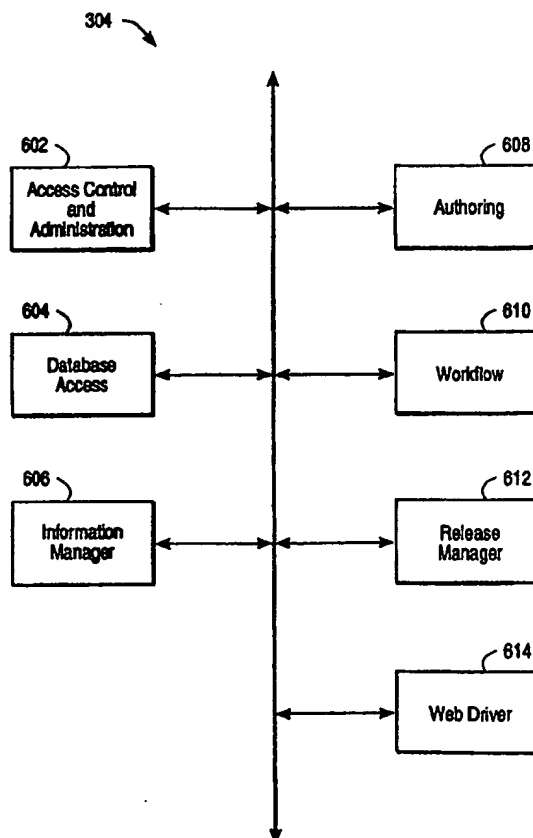 304
602
Access Control
and
Administration
608
Authoring
604
Database
Access
610
Workflow
606
Information
Manager
612
Release
Manager
614
Web Driver